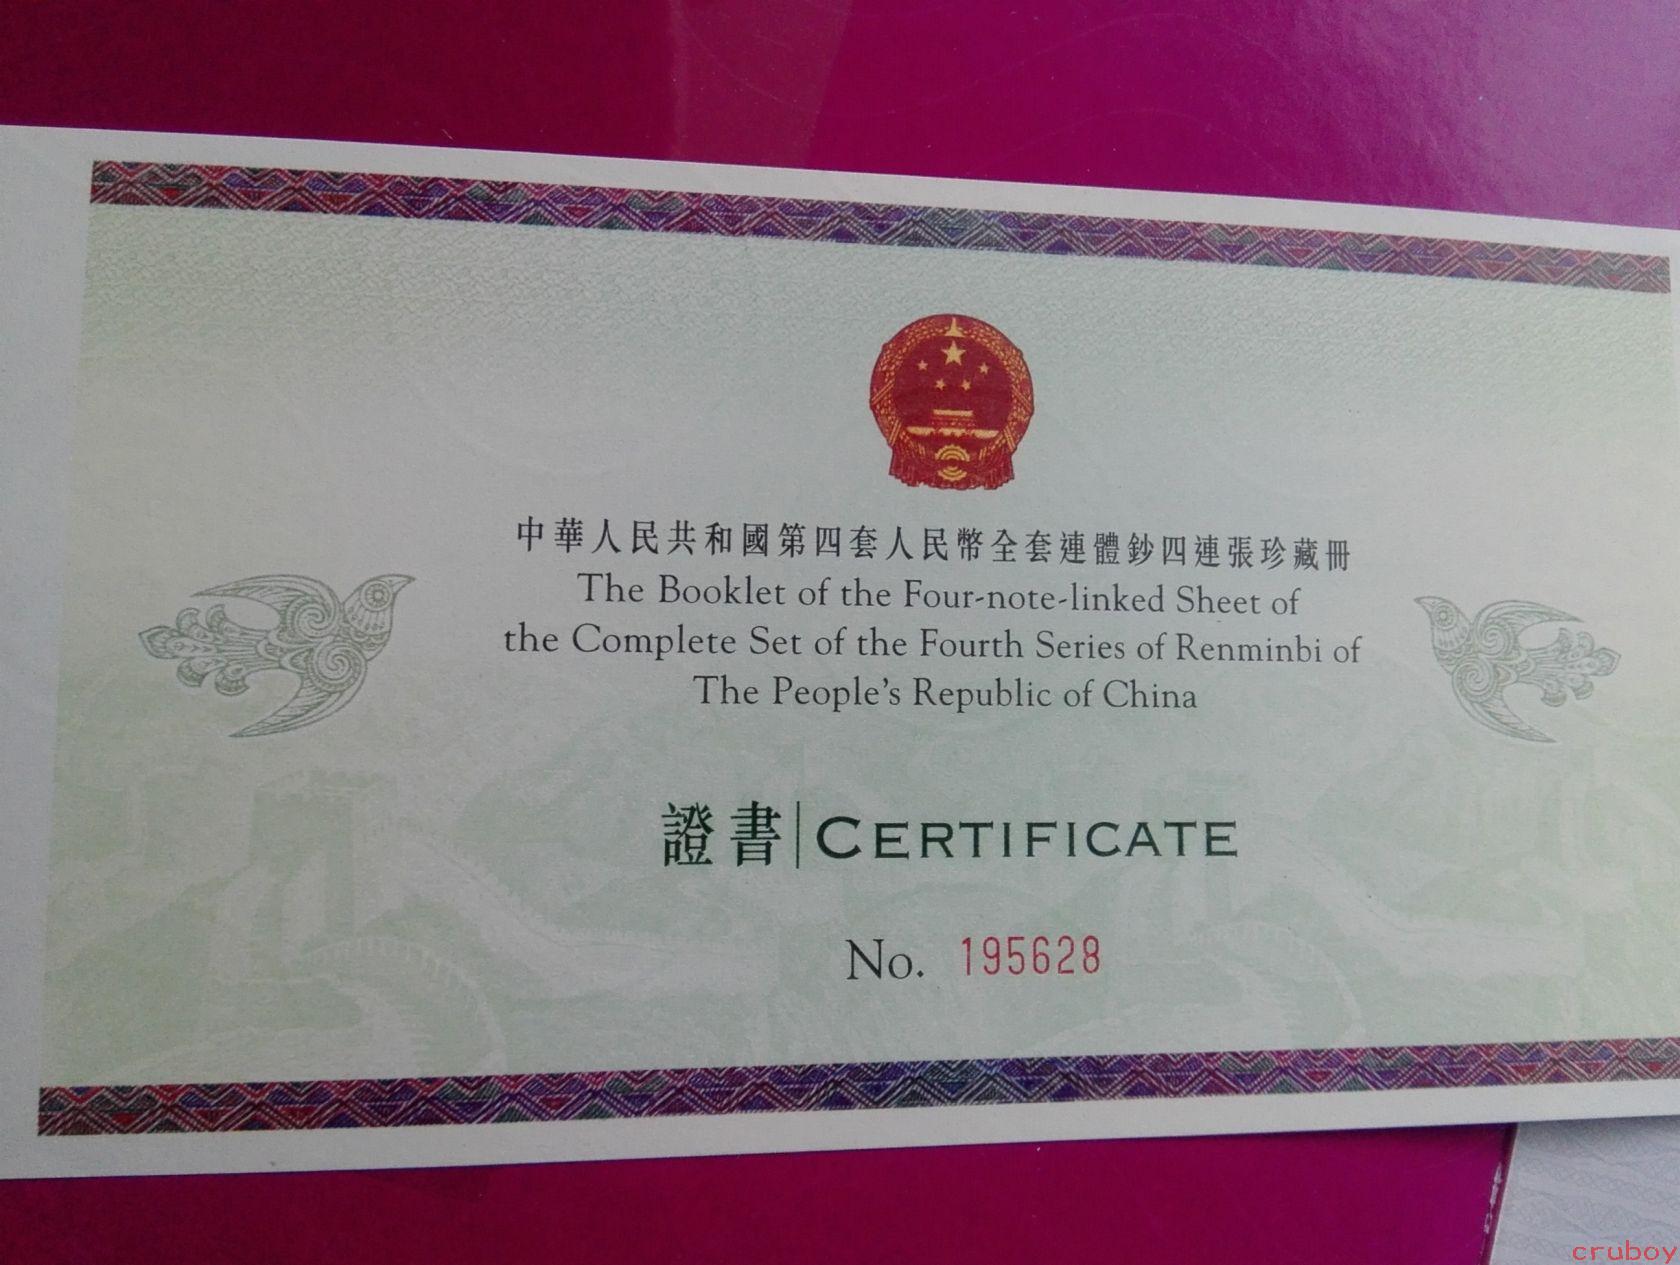 中華人民共和國第四套人民幣全套連體鈔四連張珍藏冊
The Booklet of the Four-note-linked Sheet of
the Complete Set of the Fourth Series of Renminbi of
The People's Republic of China
證書|CERTIFICATE
No. 195628
cruboy